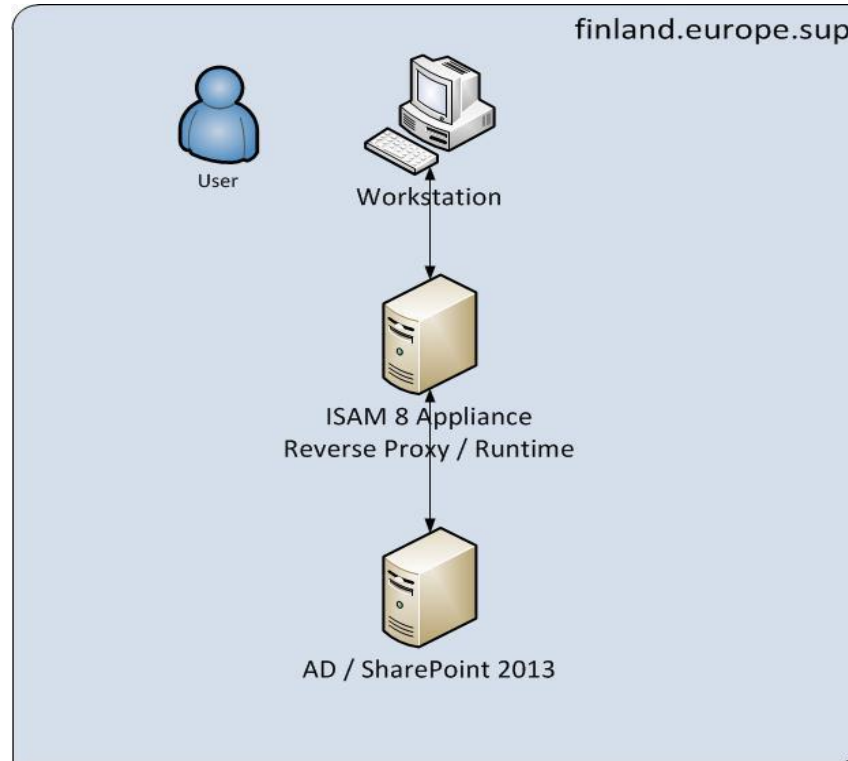 finland.europe.sup
User
Workstation
ISAM 8 Appliance
Reverse Proxy / Runtime
AD / SharePoint 2013